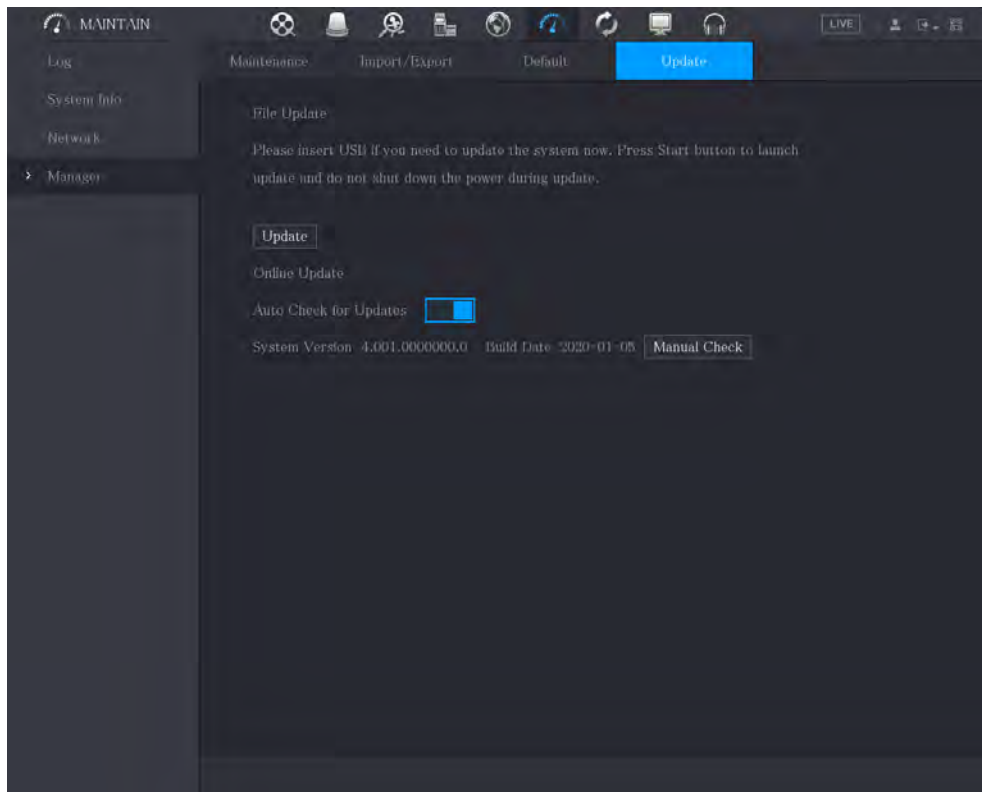 MAINTAIN
LIVE
Log
Maintenance Import/Export Default Update
System Info
File Update
Network
Please insert USB if you need to update the system now. Press Start button to launch
Manager
update and do not shut down the power during update.
Update
Online Update
Auto Check for Updates
System Version 4.001.0000000.0 Build Date 2020-01-05 Manual Check